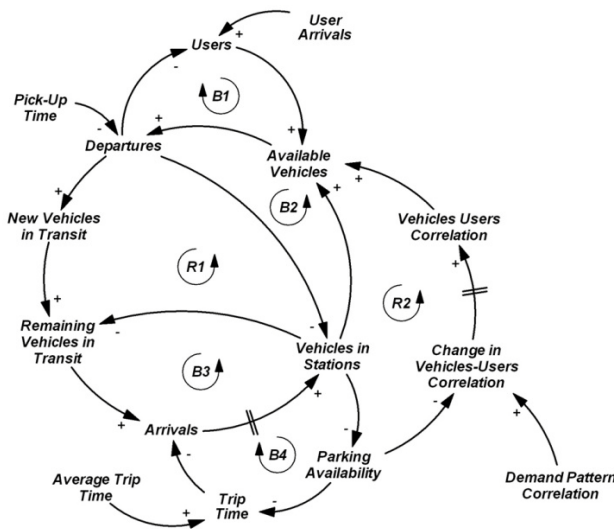 User
Arrivals
+
Users
-
B1
Pick-Up
Time
-
+
+
Departures
Available
Vehicles
+
+
+
New Vehicles
in Transit
B2
Vehicles Users
Correlation
+
R1
R2
+
Remaining
Vehicles in
Transit
-
-
Vehicles in
Stations
Change in
Vehicles-Users
Correlation
B3
+
Arrivals
+
-
-
+
-
B4
Parking
Availability
Average Trip
Time
+
Trip
Time
-
Demand Pattern
Correlation